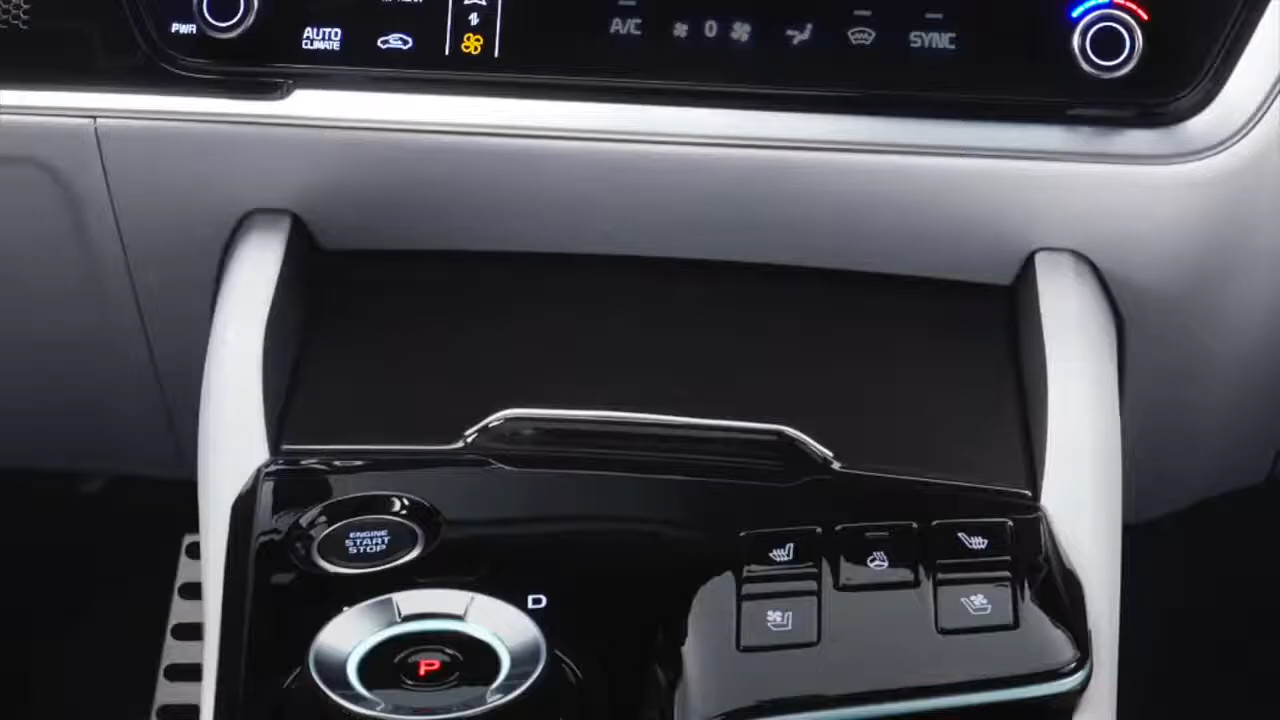 PWR
AUTO
CLIMATE
A/C
0
SYNC
ENGINE
START
STOP
D
P